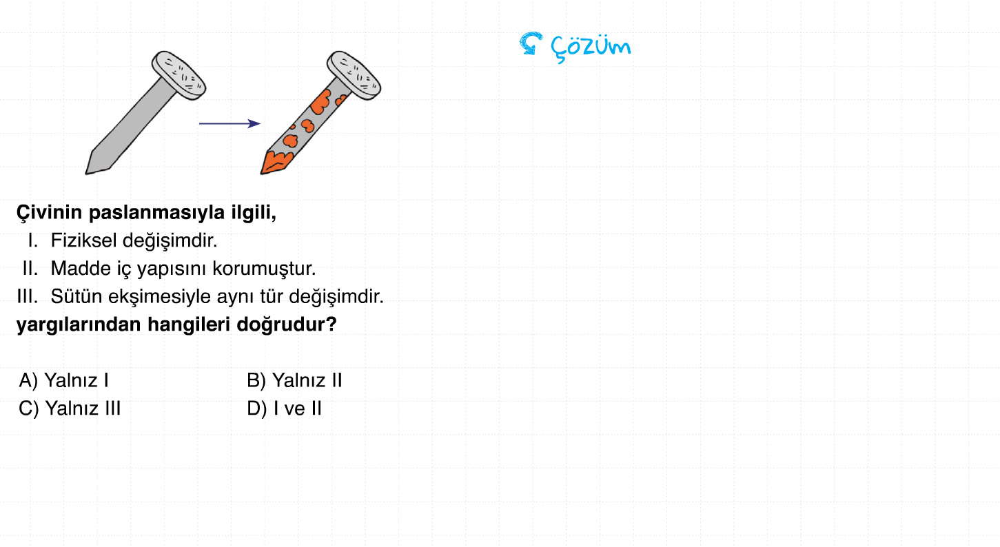 Çözüm
Çivinin paslanmasıyla ilgili,
I. Fiziksel değişimdir.
II. Madde iç yapısını korumuştur.
III. Sütün ekşimesiyle aynı tür değişimdir.
yargılarından hangileri doğrudur?
A) Yalnız I B) Yalnız II
C) Yalnız III D) I ve II